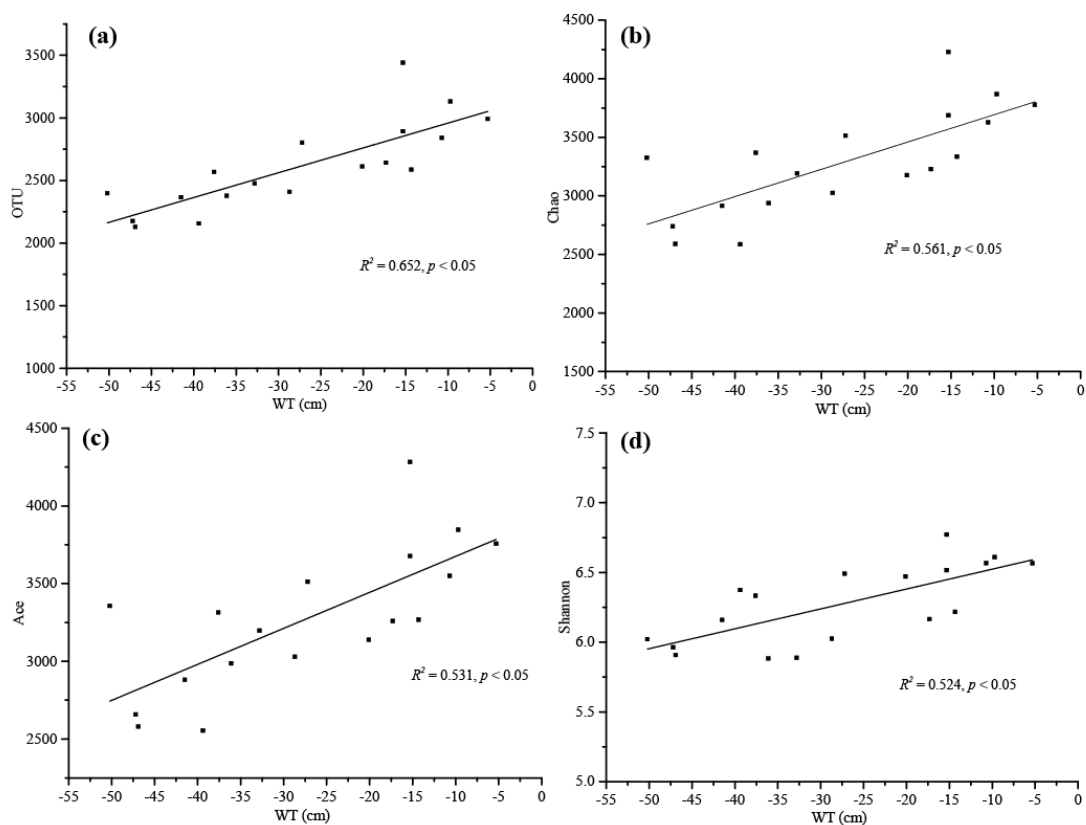 (a)
3500
3000
2500
2000
1500
1000
OTU
-55 -50 -45 -40 -35 -30 -25 -20 -15 -10 -5 0
WT (cm)
R² = 0.652, p < 0.05
(b)
4500
4000
3500
3000
2500
2000
1500
Chao
-55 -50 -45 -40 -35 -30 -25 -20 -15 -10 -5 0
WT (cm)
R² = 0.561, p < 0.05
(c)
4500
4000
3500
3000
2500
Ace
-55 -50 -45 -40 -35 -30 -25 -20 -15 -10 -5 0
WT (cm)
R² = 0.531, p < 0.05
(d)
7.5
7.0
6.5
6.0
5.5
5.0
Shannon
-55 -50 -45 -40 -35 -30 -25 -20 -15 -10 -5 0
WT (cm)
R² = 0.524, p < 0.05